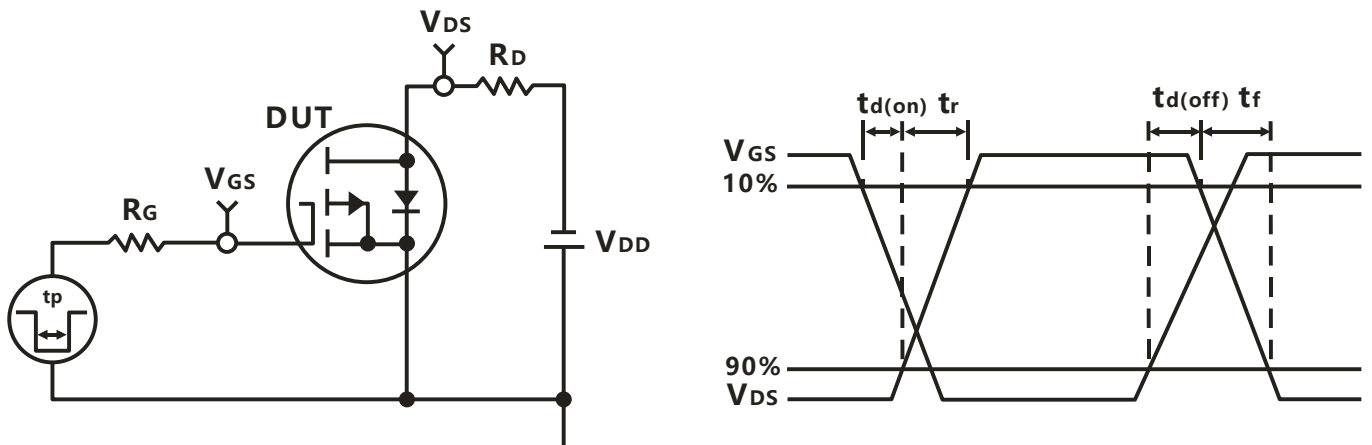 VDS
RD
DUT
VGS
RG
VDD
tp
td(on) tr
td(off) tf
VGS
10%
90%
VDS